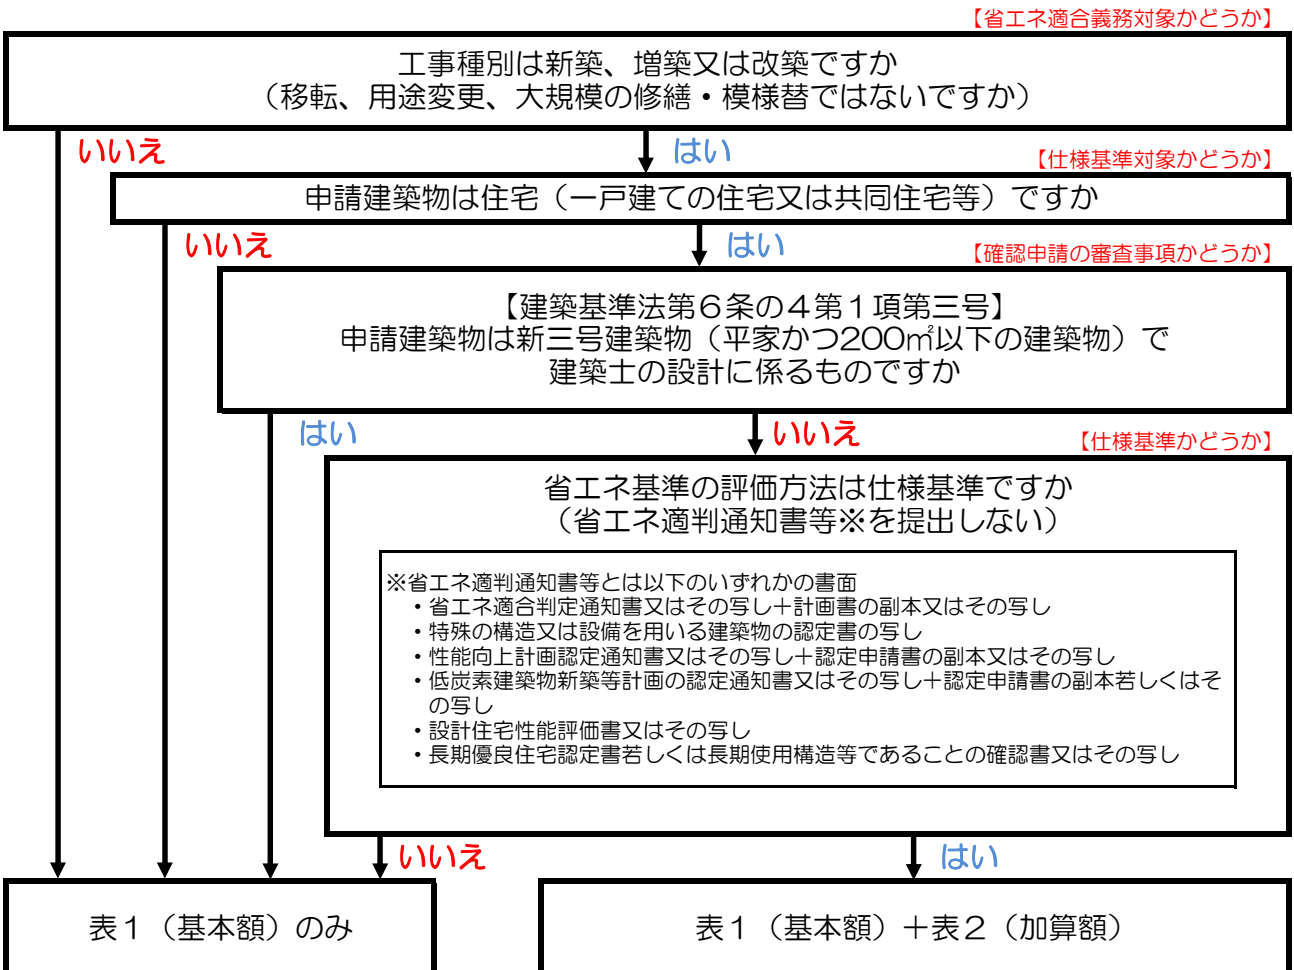 【省エネ適合義務対象かどうか】
工事種別は新築、増築又は改築ですか
（移転、用途変更、大規模の修繕・模様替ではないですか）
いいえ
はい
【仕様基準対象かどうか】
申請建築物は住宅（一戸建ての住宅又は共同住宅等）ですか
いいえ
はい
【確認申請の審査事項かどうか】
【建築基準法第６条の４第１項第三号】
申請建築物は新三号建築物（平家かつ200㎡以下の建築物）で
建築士の設計に係るものですか
はい
いいえ
【仕様基準かどうか】
省エネ基準の評価方法は仕様基準ですか
（省エネ適判通知書等※を提出しない）
※省エネ適判通知書等とは以下のいずれかの書面
・省エネ適合判定通知書又はその写し＋計画書の副本又はその写し
・特殊の構造又は設備を用いる建築物の認定書の写し
・性能向上計画認定通知書又はその写し＋認定申請書の副本又はその写し
・低炭素建築物新築等計画の認定通知書又はその写し＋認定申請書の副本若しくはそ
の写し
・設計住宅性能評価書又はその写し
・長期優良住宅認定書若しくは長期使用構造等であることの確認書又はその写し
いいえ
はい
表１（基本額）のみ
表１（基本額）＋表２（加算額）